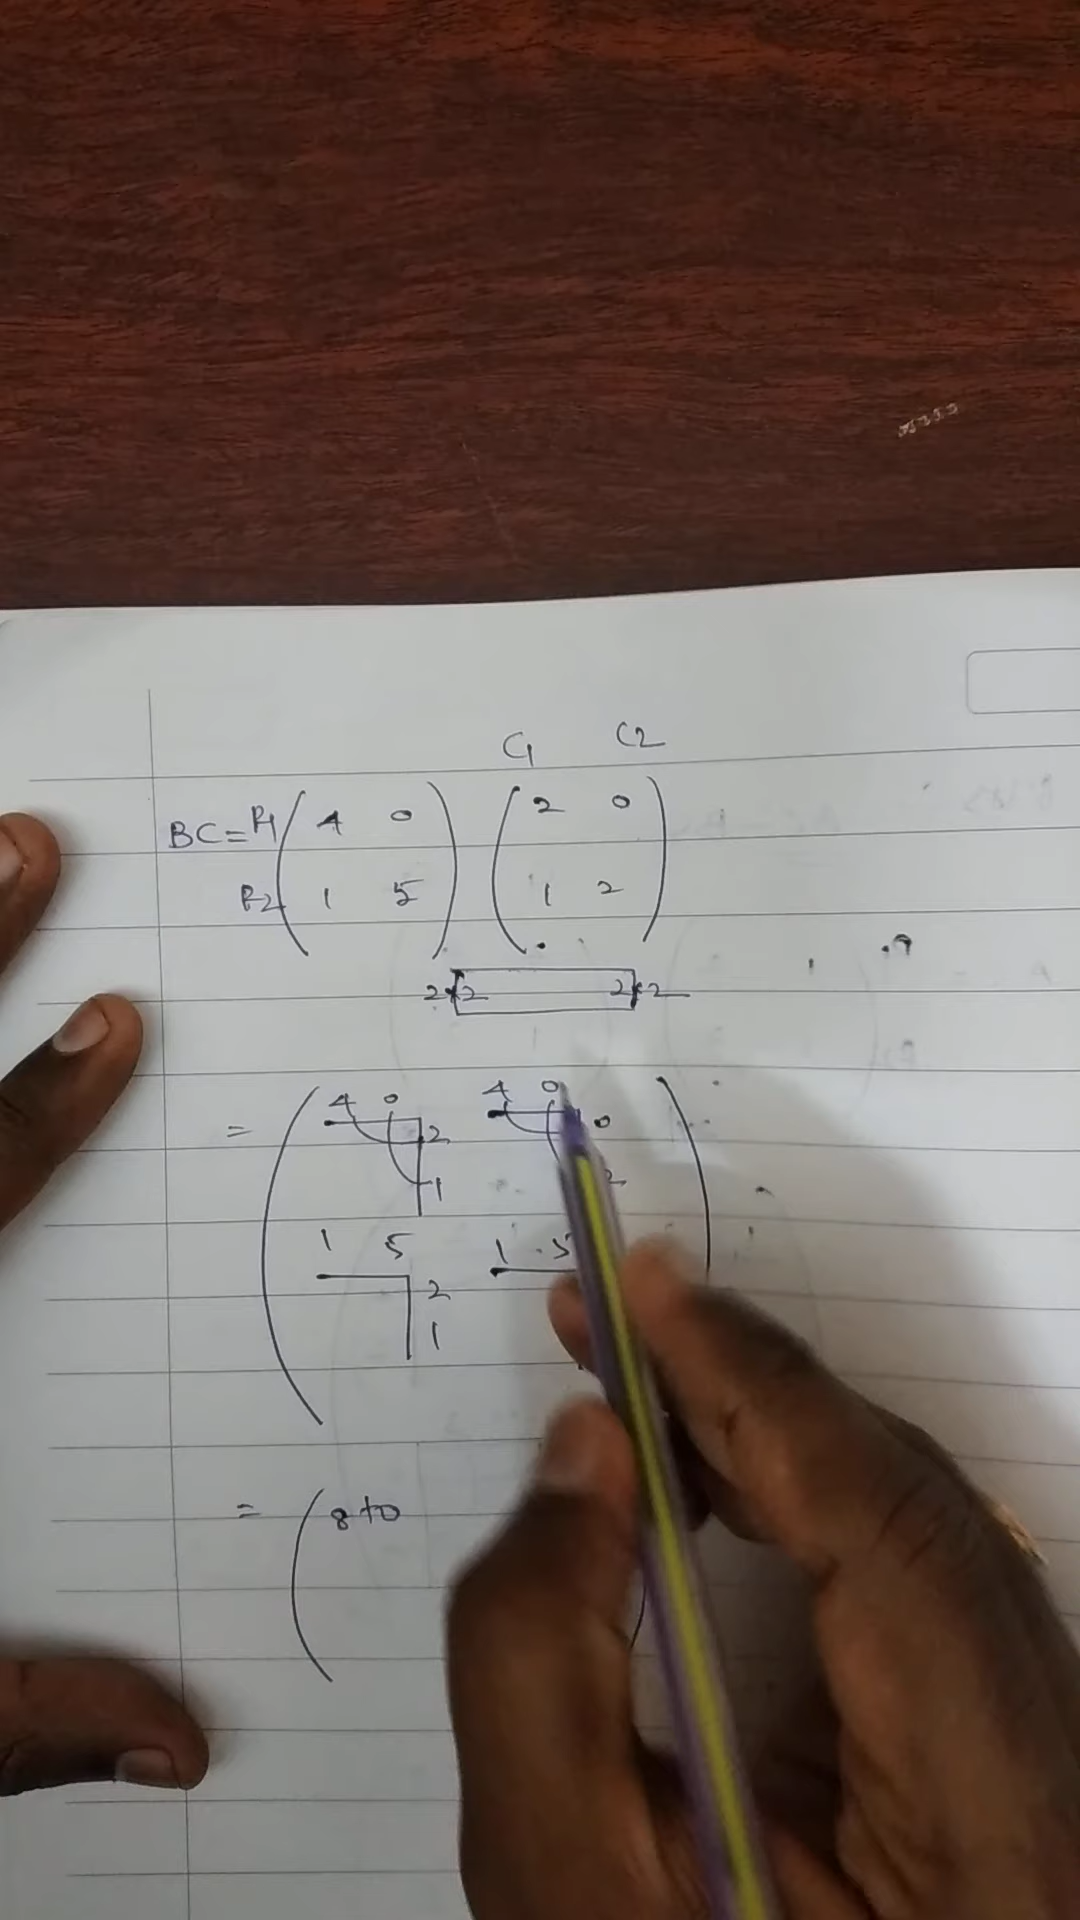 C1 C2
BC = R1 ( 4 0 ) ( 2 0 )
R2 ( 1 5 ) ( 1 2 )
2×2 2×2
= ( 4 0 4 0
2 0
1 2
1 5 1 5
2
1
= ( 8+0